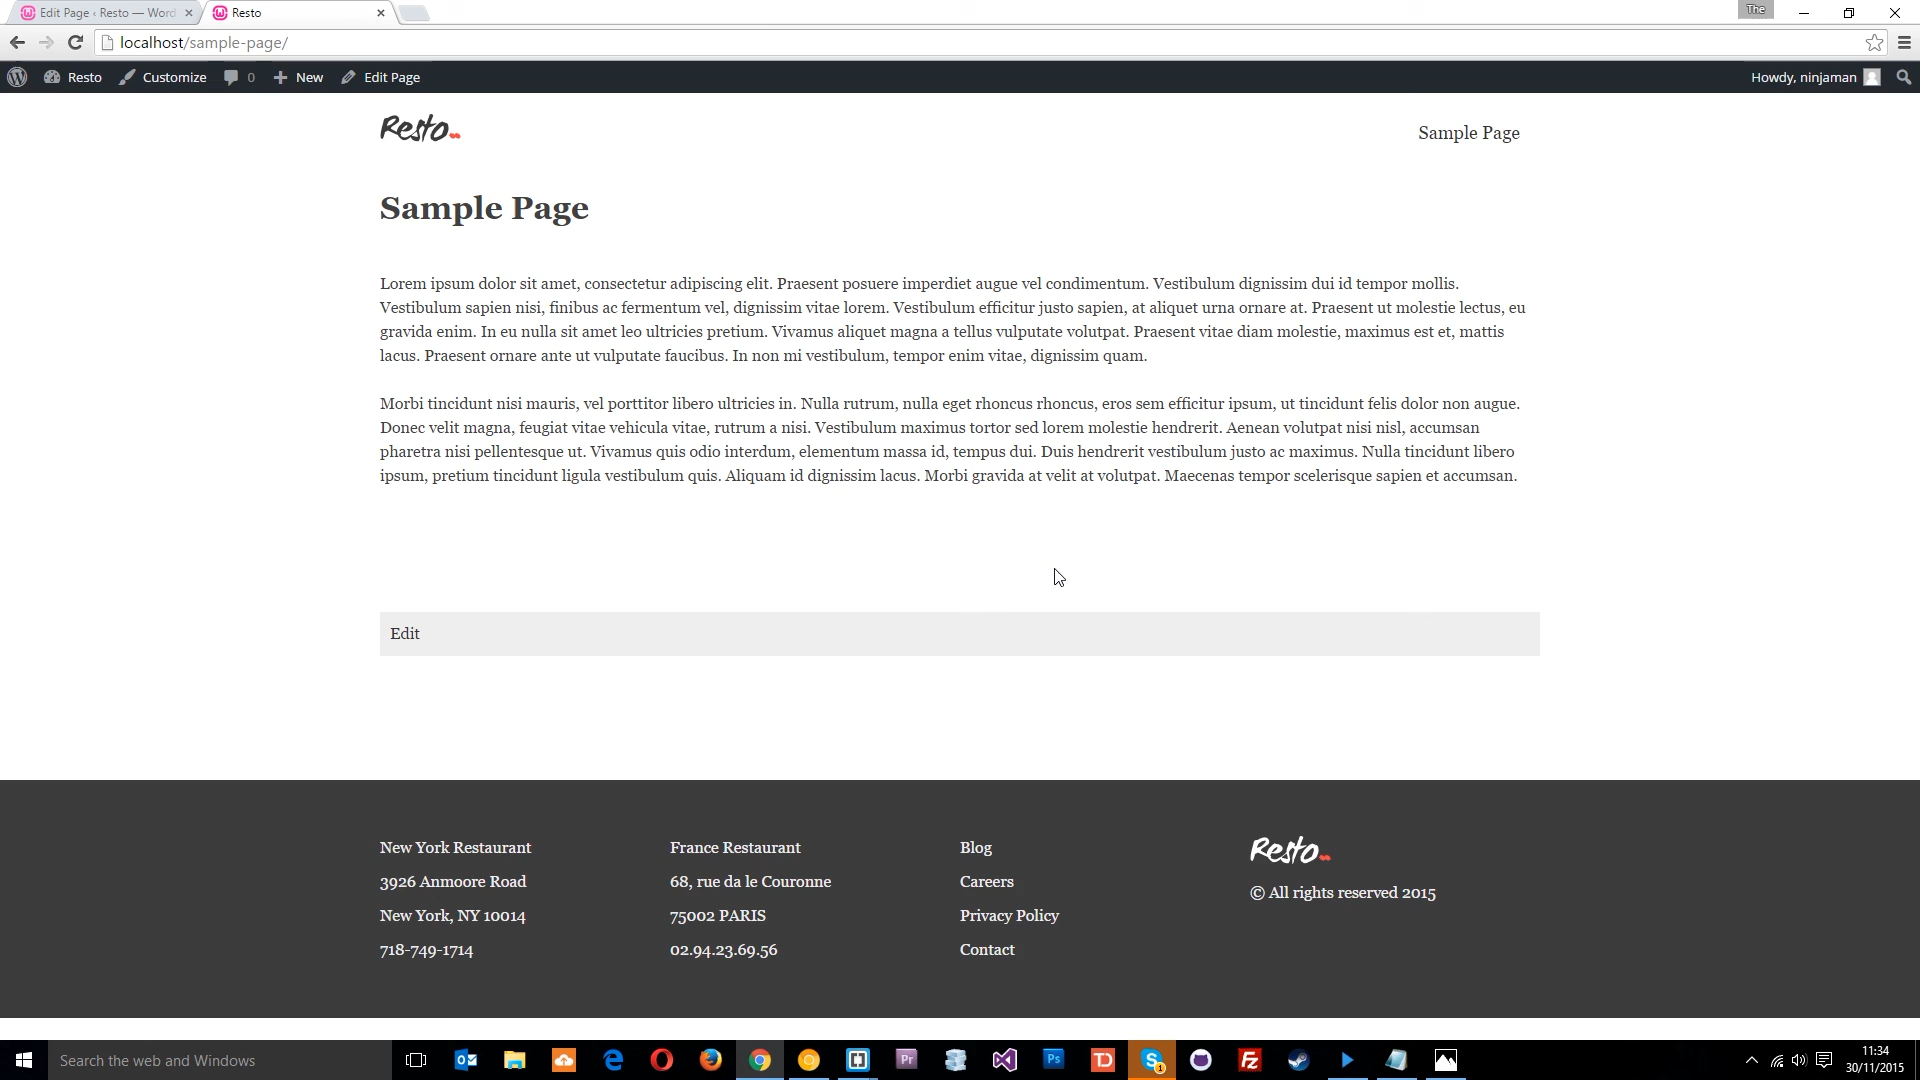 Edit Page ‹ Resto — Word
Resto
The
localhost/sample-page/
Resto
Customize
0
New
Edit Page
Howdy, ninjaman
Resto
Sample Page
Sample Page
Lorem ipsum dolor sit amet, consectetur adipiscing elit. Praesent posuere imperdiet augue vel condimentum. Vestibulum dignissim dui id tempor mollis.
Vestibulum sapien nisi, finibus ac fermentum vel, dignissim vitae lorem. Vestibulum efficitur justo sapien, at aliquet urna ornare at. Praesent ut molestie lectus, eu
gravida enim. In eu nulla sit amet leo ultricies pretium. Vivamus aliquet magna a tellus vulputate volutpat. Praesent vitae diam molestie, maximus est et, mattis
lacus. Praesent ornare ante ut vulputate faucibus. In non mi vestibulum, tempor enim vitae, dignissim quam.
Morbi tincidunt nisi mauris, vel porttitor libero ultricies in. Nulla rutrum, nulla eget rhoncus rhoncus, eros sem efficitur ipsum, ut tincidunt felis dolor non augue.
Donec velit magna, feugiat vitae vehicula vitae, rutrum a nisi. Vestibulum maximus tortor sed lorem molestie hendrerit. Aenean volutpat nisi nisl, accumsan
pharetra nisi pellentesque ut. Vivamus quis odio interdum, elementum massa id, tempus dui. Duis hendrerit vestibulum justo ac maximus. Nulla tincidunt libero
ipsum, pretium tincidunt ligula vestibulum quis. Aliquam id dignissim lacus. Morbi gravida at velit at volutpat. Maecenas tempor scelerisque sapien et accumsan.
Edit
New York Restaurant
3926 Anmoore Road
New York, NY 10014
718-749-1714
France Restaurant
68, rue da le Couronne
75002 PARIS
02.94.23.69.56
Blog
Careers
Privacy Policy
Contact
Resto
© All rights reserved 2015
Search the web and Windows
Pr
Ps
TD
S
1
Fz
11:34
30/11/2015